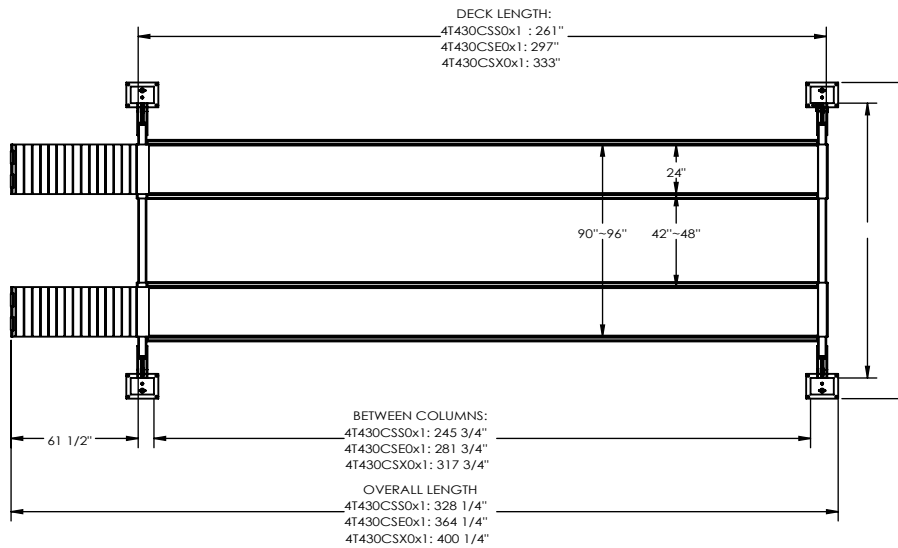 DECK LENGTH:
4T430CSS0x1 : 261"
4T430CSE0x1: 297"
4T430CSX0x1: 333"
24"
90"~96"
42"~48"
BETWEEN COLUMNS:
4T430CSS0x1: 245 3/4"
4T430CSE0x1: 281 3/4"
4T430CSX0x1: 317 3/4"
61 1/2"
OVERALL LENGTH
4T430CSS0x1: 328 1/4"
4T430CSE0x1: 364 1/4"
4T430CSX0x1: 400 1/4"